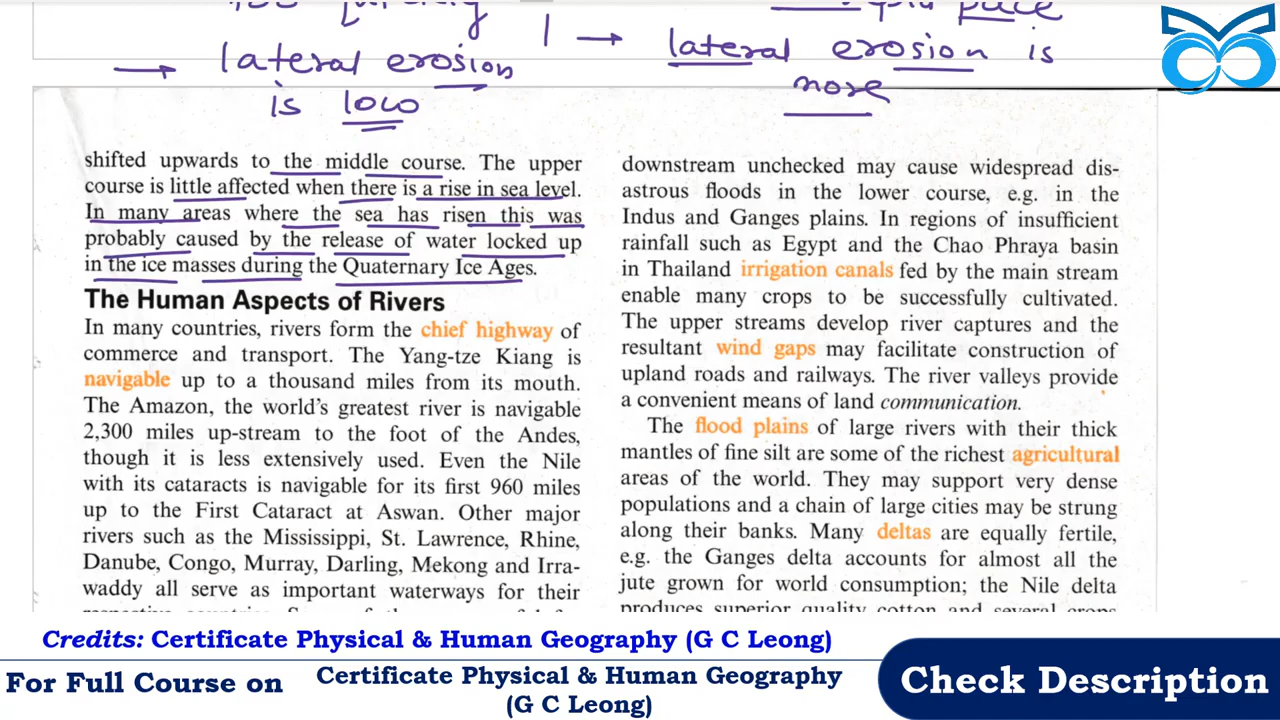 lateral erosion
is low
→ lateral erosion is
more
shifted upwards to the middle course. The upper
course is little affected when there is a rise in sea level.
In many areas where the sea has risen this was
probably caused by the release of water locked up
in the ice masses during the Quaternary Ice Ages.
The Human Aspects of Rivers
In many countries, rivers form the chief highway of
commerce and transport. The Yang-tze Kiang is
navigable up to a thousand miles from its mouth.
The Amazon, the world's greatest river is navigable
2,300 miles up-stream to the foot of the Andes,
though it is less extensively used. Even the Nile
with its cataracts is navigable for its first 960 miles
up to the First Cataract at Aswan. Other major
rivers such as the Mississippi, St. Lawrence, Rhine,
Danube, Congo, Murray, Darling, Mekong and Irra-
waddy all serve as important waterways for their
downstream unchecked may cause widespread dis-
astrous floods in the lower course, e.g. in the
Indus and Ganges plains. In regions of insufficient
rainfall such as Egypt and the Chao Phraya basin
in Thailand irrigation canals fed by the main stream
enable many crops to be successfully cultivated.
The upper streams develop river captures and the
resultant wind gaps may facilitate construction of
upland roads and railways. The river valleys provide
a convenient means of land communication.
The flood plains of large rivers with their thick
mantles of fine silt are some of the richest agricultural
areas of the world. They may support very dense
populations and a chain of large cities may be strung
along their banks. Many deltas are equally fertile,
e.g. the Ganges delta accounts for almost all the
jute grown for world consumption; the Nile delta
produces superior quality cotton and several crops
Credits: Certificate Physical & Human Geography (G C Leong)
For Full Course on
Certificate Physical & Human Geography
(G C Leong)
Check Description